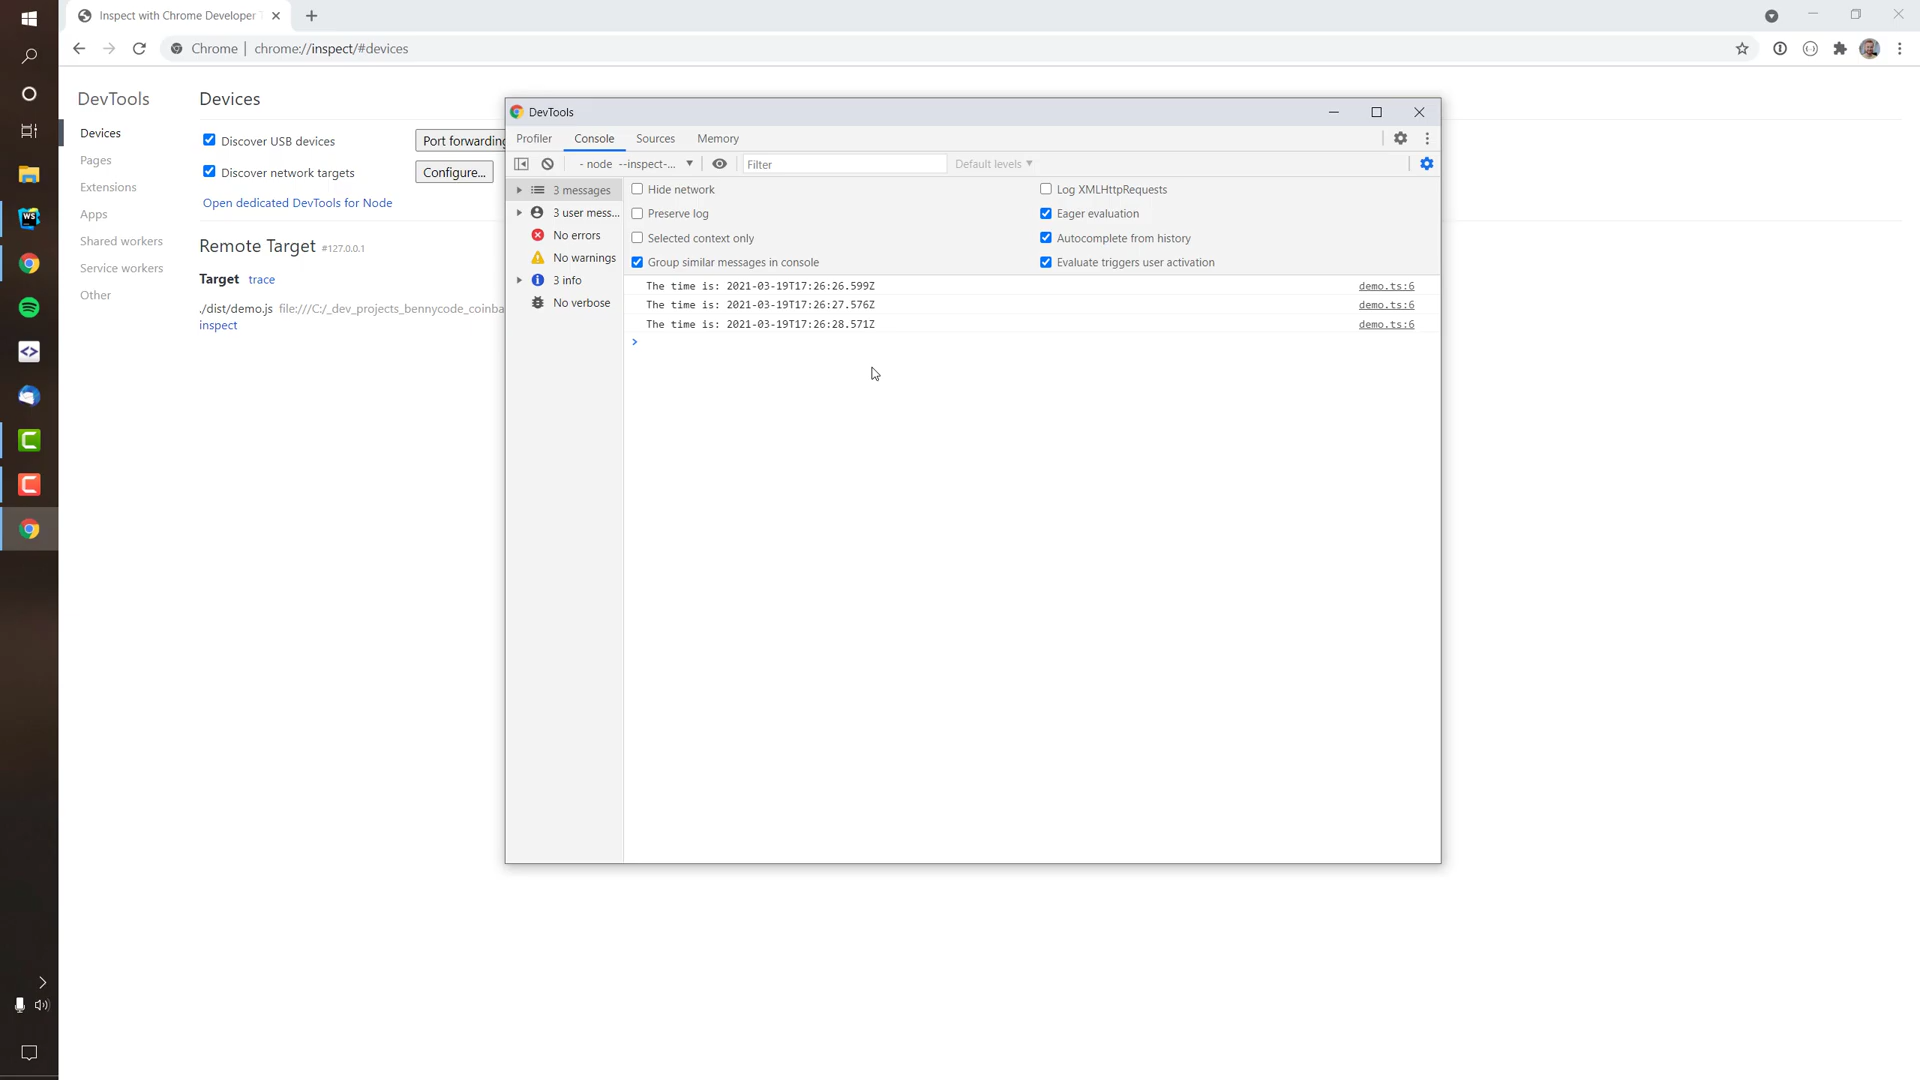 Inspect with Chrome Developer T
Chrome | chrome://inspect/#devices
DevTools
Devices
Pages
Extensions
Apps
Shared workers
Service workers
Other
Devices
Discover USB devices
Port forwarding
Discover network targets
Configure...
Open dedicated DevTools for Node
Remote Target #127.0.0.1
Target trace
./dist/demo.js file:///C:/_dev_projects_bennycode_coinba
inspect
DevTools
Profiler
Console
Sources
Memory
- node --inspect-...
Filter
Default levels
3 messages
3 user mess...
No errors
No warnings
3 info
No verbose
Hide network
Log XMLHttpRequests
Preserve log
Eager evaluation
Selected context only
Autocomplete from history
Group similar messages in console
Evaluate triggers user activation
The time is: 2021-03-19T17:26:26.599Z demo.ts:6
The time is: 2021-03-19T17:26:27.576Z demo.ts:6
The time is: 2021-03-19T17:26:28.571Z demo.ts:6
WS